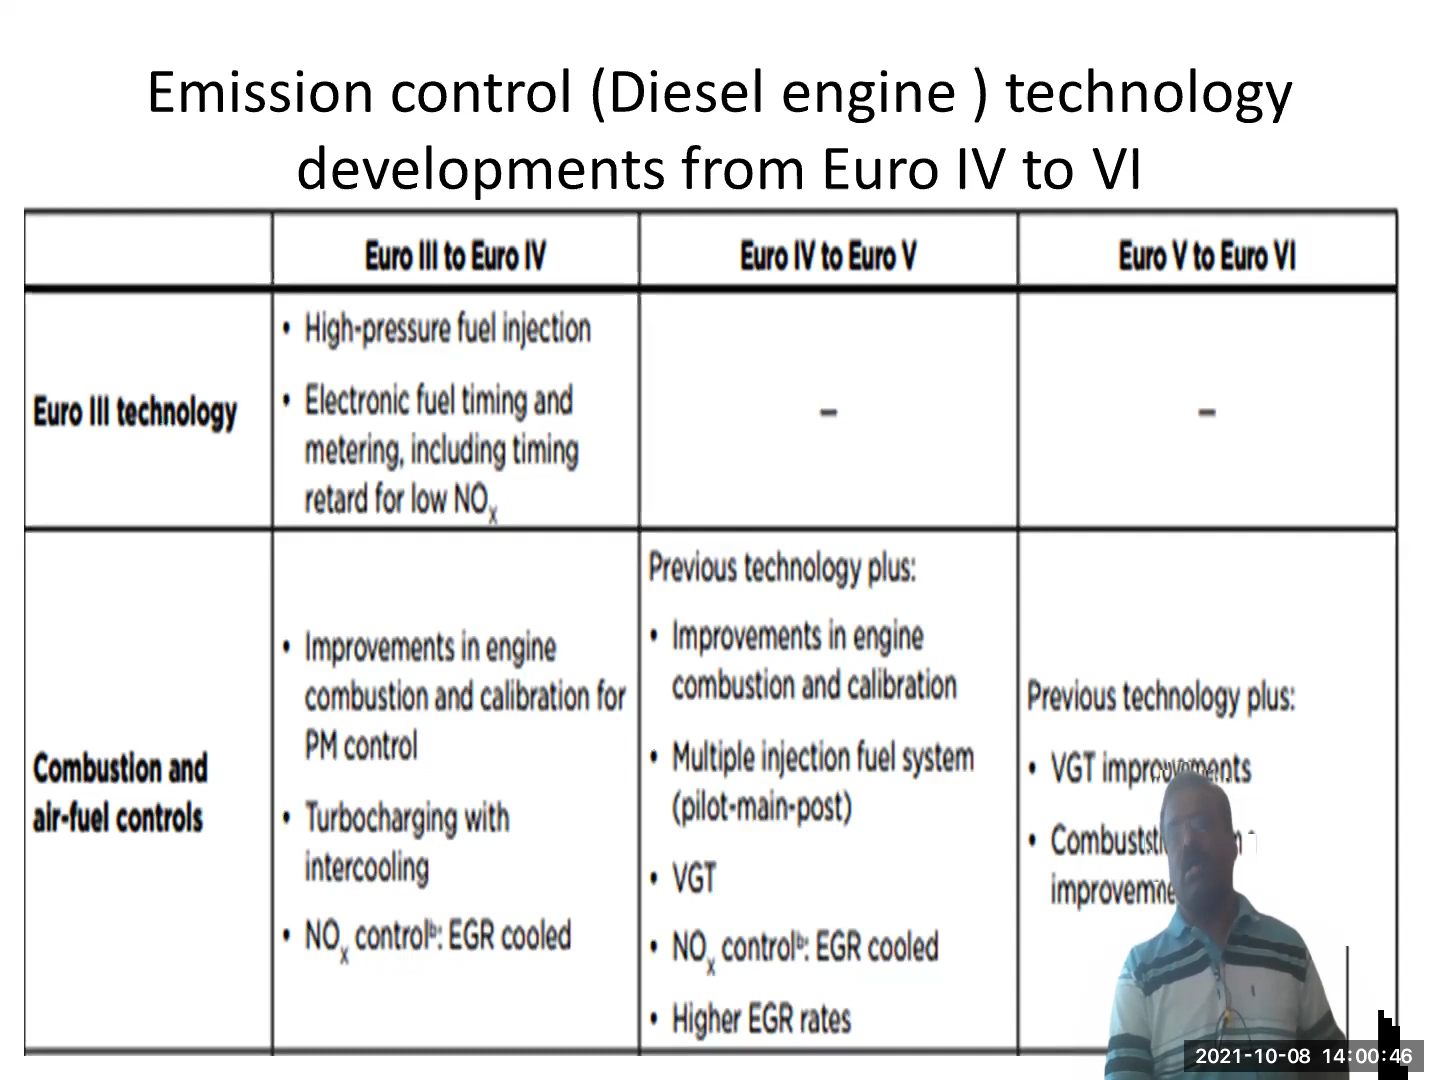 Emission control (Diesel engine ) technology
developments from Euro IV to VI
Euro III to Euro IV
Euro IV to Euro V
Euro V to Euro VI
Euro III technology
• High-pressure fuel injection
• Electronic fuel timing and
metering, including timing
retard for low NOx
–
–
Combustion and
air-fuel controls
• Improvements in engine
combustion and calibration for
PM control
• Turbocharging with
intercooling
• NOx controlᵇ: EGR cooled
Previous technology plus:
• Improvements in engine
combustion and calibration
• Multiple injection fuel system
(pilot-main-post)
• VGT
• NOx controlᵇ: EGR cooled
• Higher EGR rates
Previous technology plus:
• VGT improvements
•
2021-10-08 14:00:46